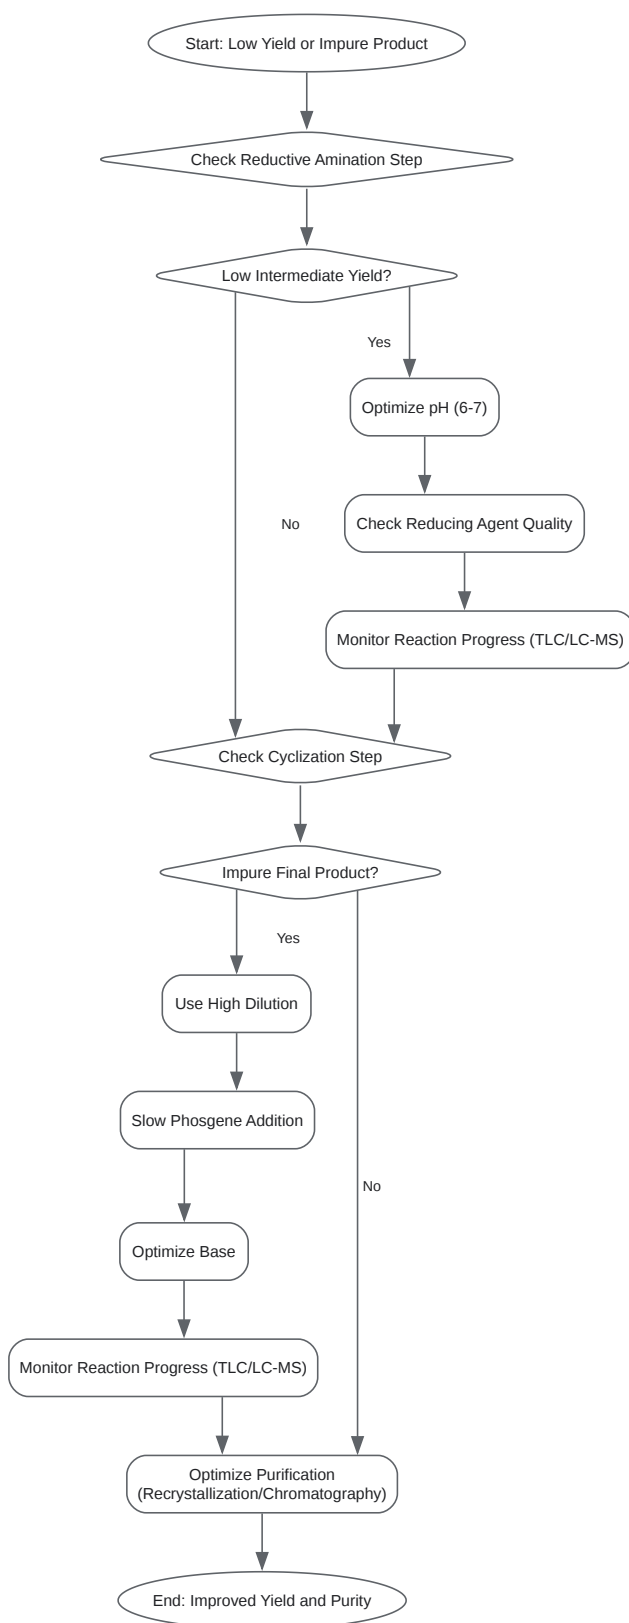 Start: Low Yield or Impure Product
Check Reductive Amination Step
Low Intermediate Yield?
Yes
Optimize pH (6-7)
No
Check Reducing Agent Quality
Monitor Reaction Progress (TLC/LC-MS)
Check Cyclization Step
Impure Final Product?
Yes
Use High Dilution
Slow Phosgene Addition
No
Optimize Base
Monitor Reaction Progress (TLC/LC-MS)
Optimize Purification
(Recrystallization/Chromatography)
End: Improved Yield and Purity